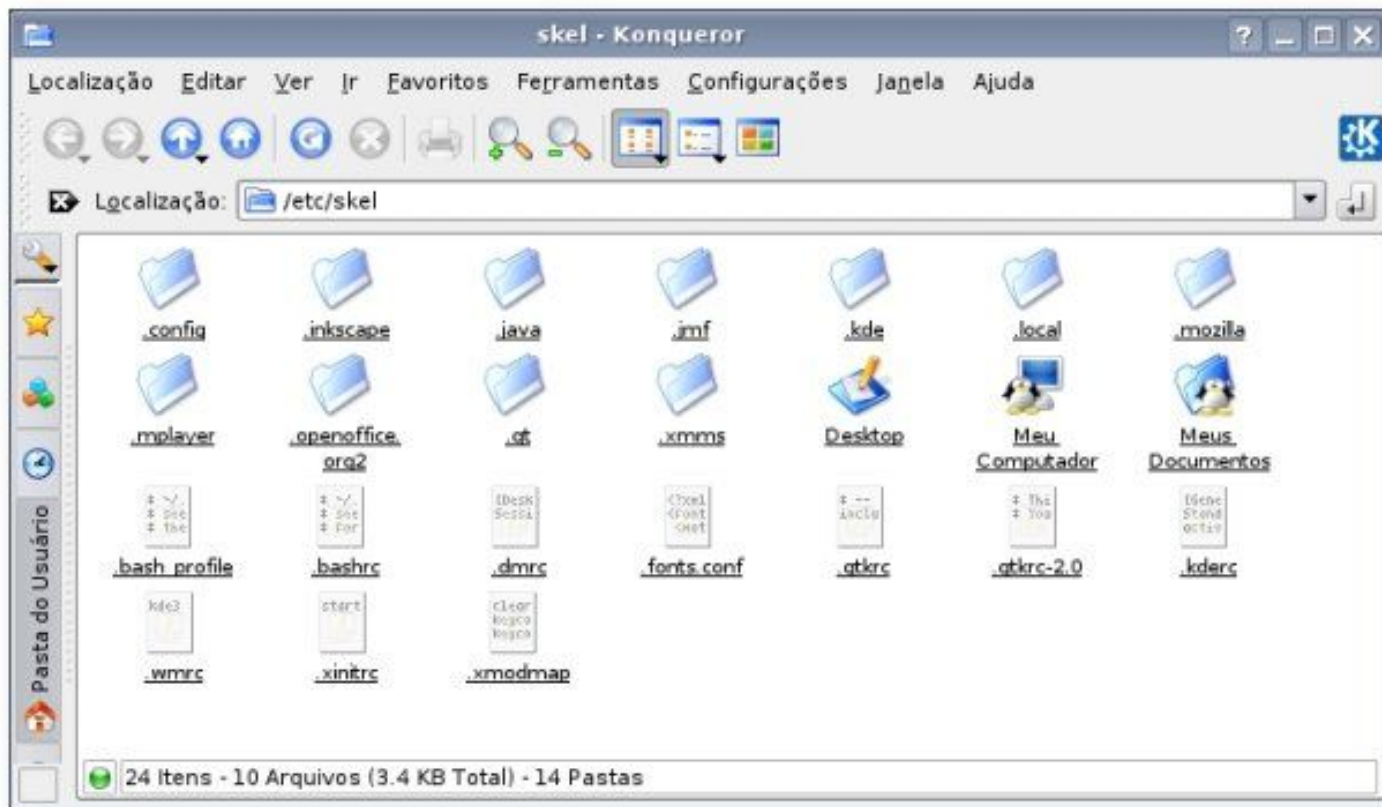 skel - Konqueror
Localização Editar Ver Ir Favoritos Ferramentas Configurações Janela Ajuda
Localização: /etc/skel
.config .inkscape .java .jmf .kde .local .mozilla
.mplayer .openoffice. .qt .xmms Desktop Meu Meus
org2 Computador Documentos
.bash_profile .bashrc .dmrc .fonts.conf .gtkrc .gtkrc-2.0 .kderc
kde3 start clear
.wmrc .xinitrc .xmodmap
Pasta do Usuário
24 Itens - 10 Arquivos (3.4 KB Total) - 14 Pastas